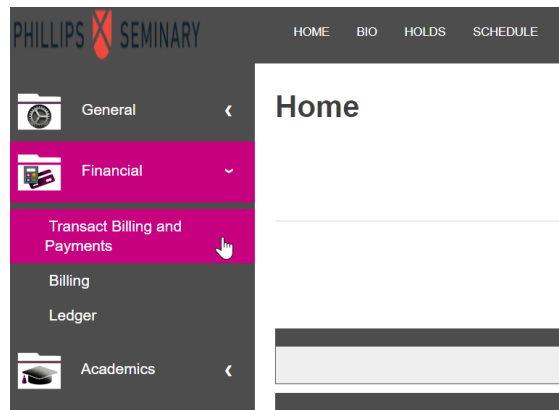 PHILLIPS SEMINARY
HOME BIO HOLDS SCHEDULE
General
Home
Financial
Transact Billing and
Payments
Billing
Ledger
Academics